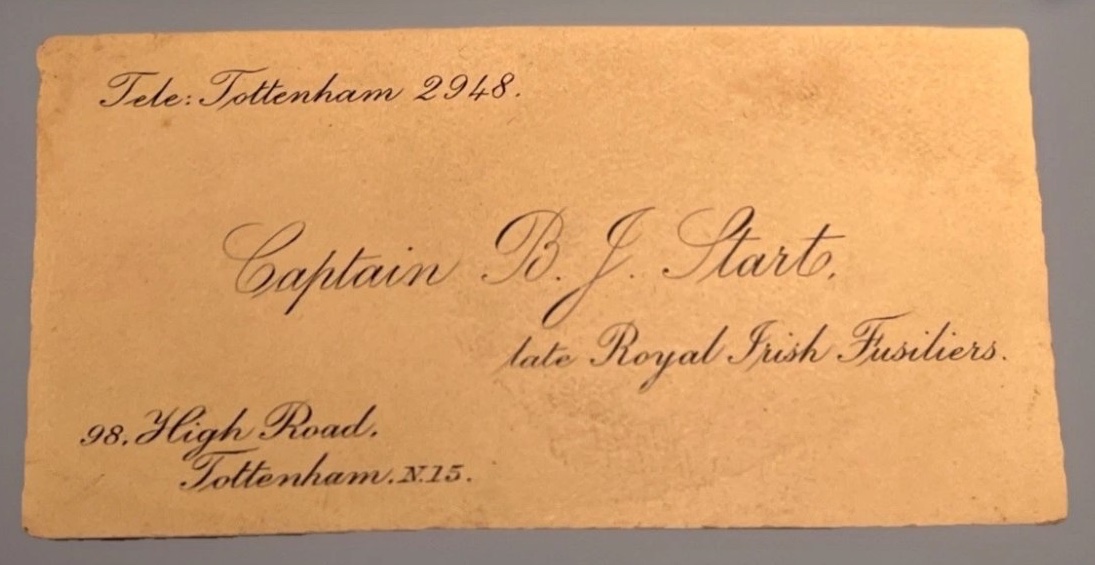 Tele: Tottenham 2948.
Captain B. J. Start.
late Royal Irish Fusiliers.
98. High Road.
Tottenham. N.15.